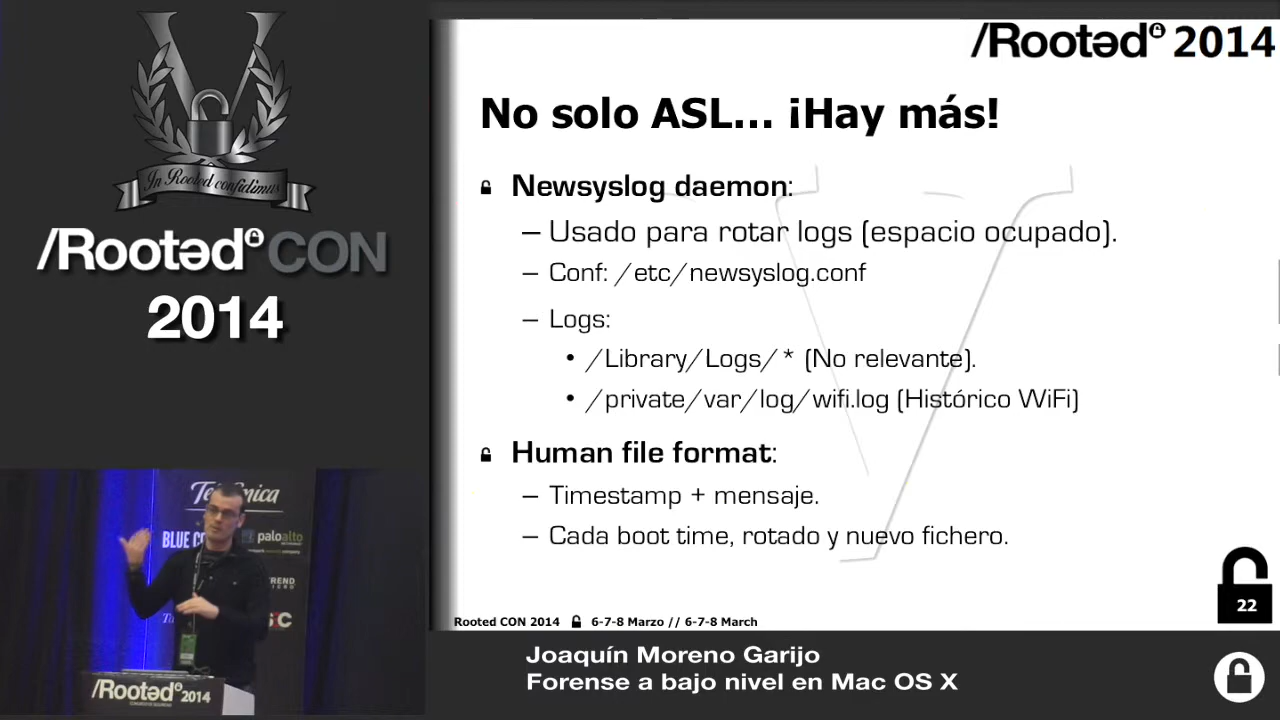 In Rooted confidimus
/Rootəd CON
2014
/Rootəd 2014
No solo ASL... ¡Hay más!
Newsyslog daemon:
– Usado para rotar logs (espacio ocupado).
– Conf: /etc/newsyslog.conf
– Logs:
• /Library/Logs/* (No relevante).
• /private/var/log/wifi.log (Histórico WiFi)
Human file format:
– Timestamp + mensaje.
– Cada boot time, rotado y nuevo fichero.
22
Rooted CON 2014 6-7-8 Marzo // 6-7-8 March
Joaquín Moreno Garijo
Forense a bajo nivel en Mac OS X
BLUE
paloalto
TREND
/Rootəd 2014